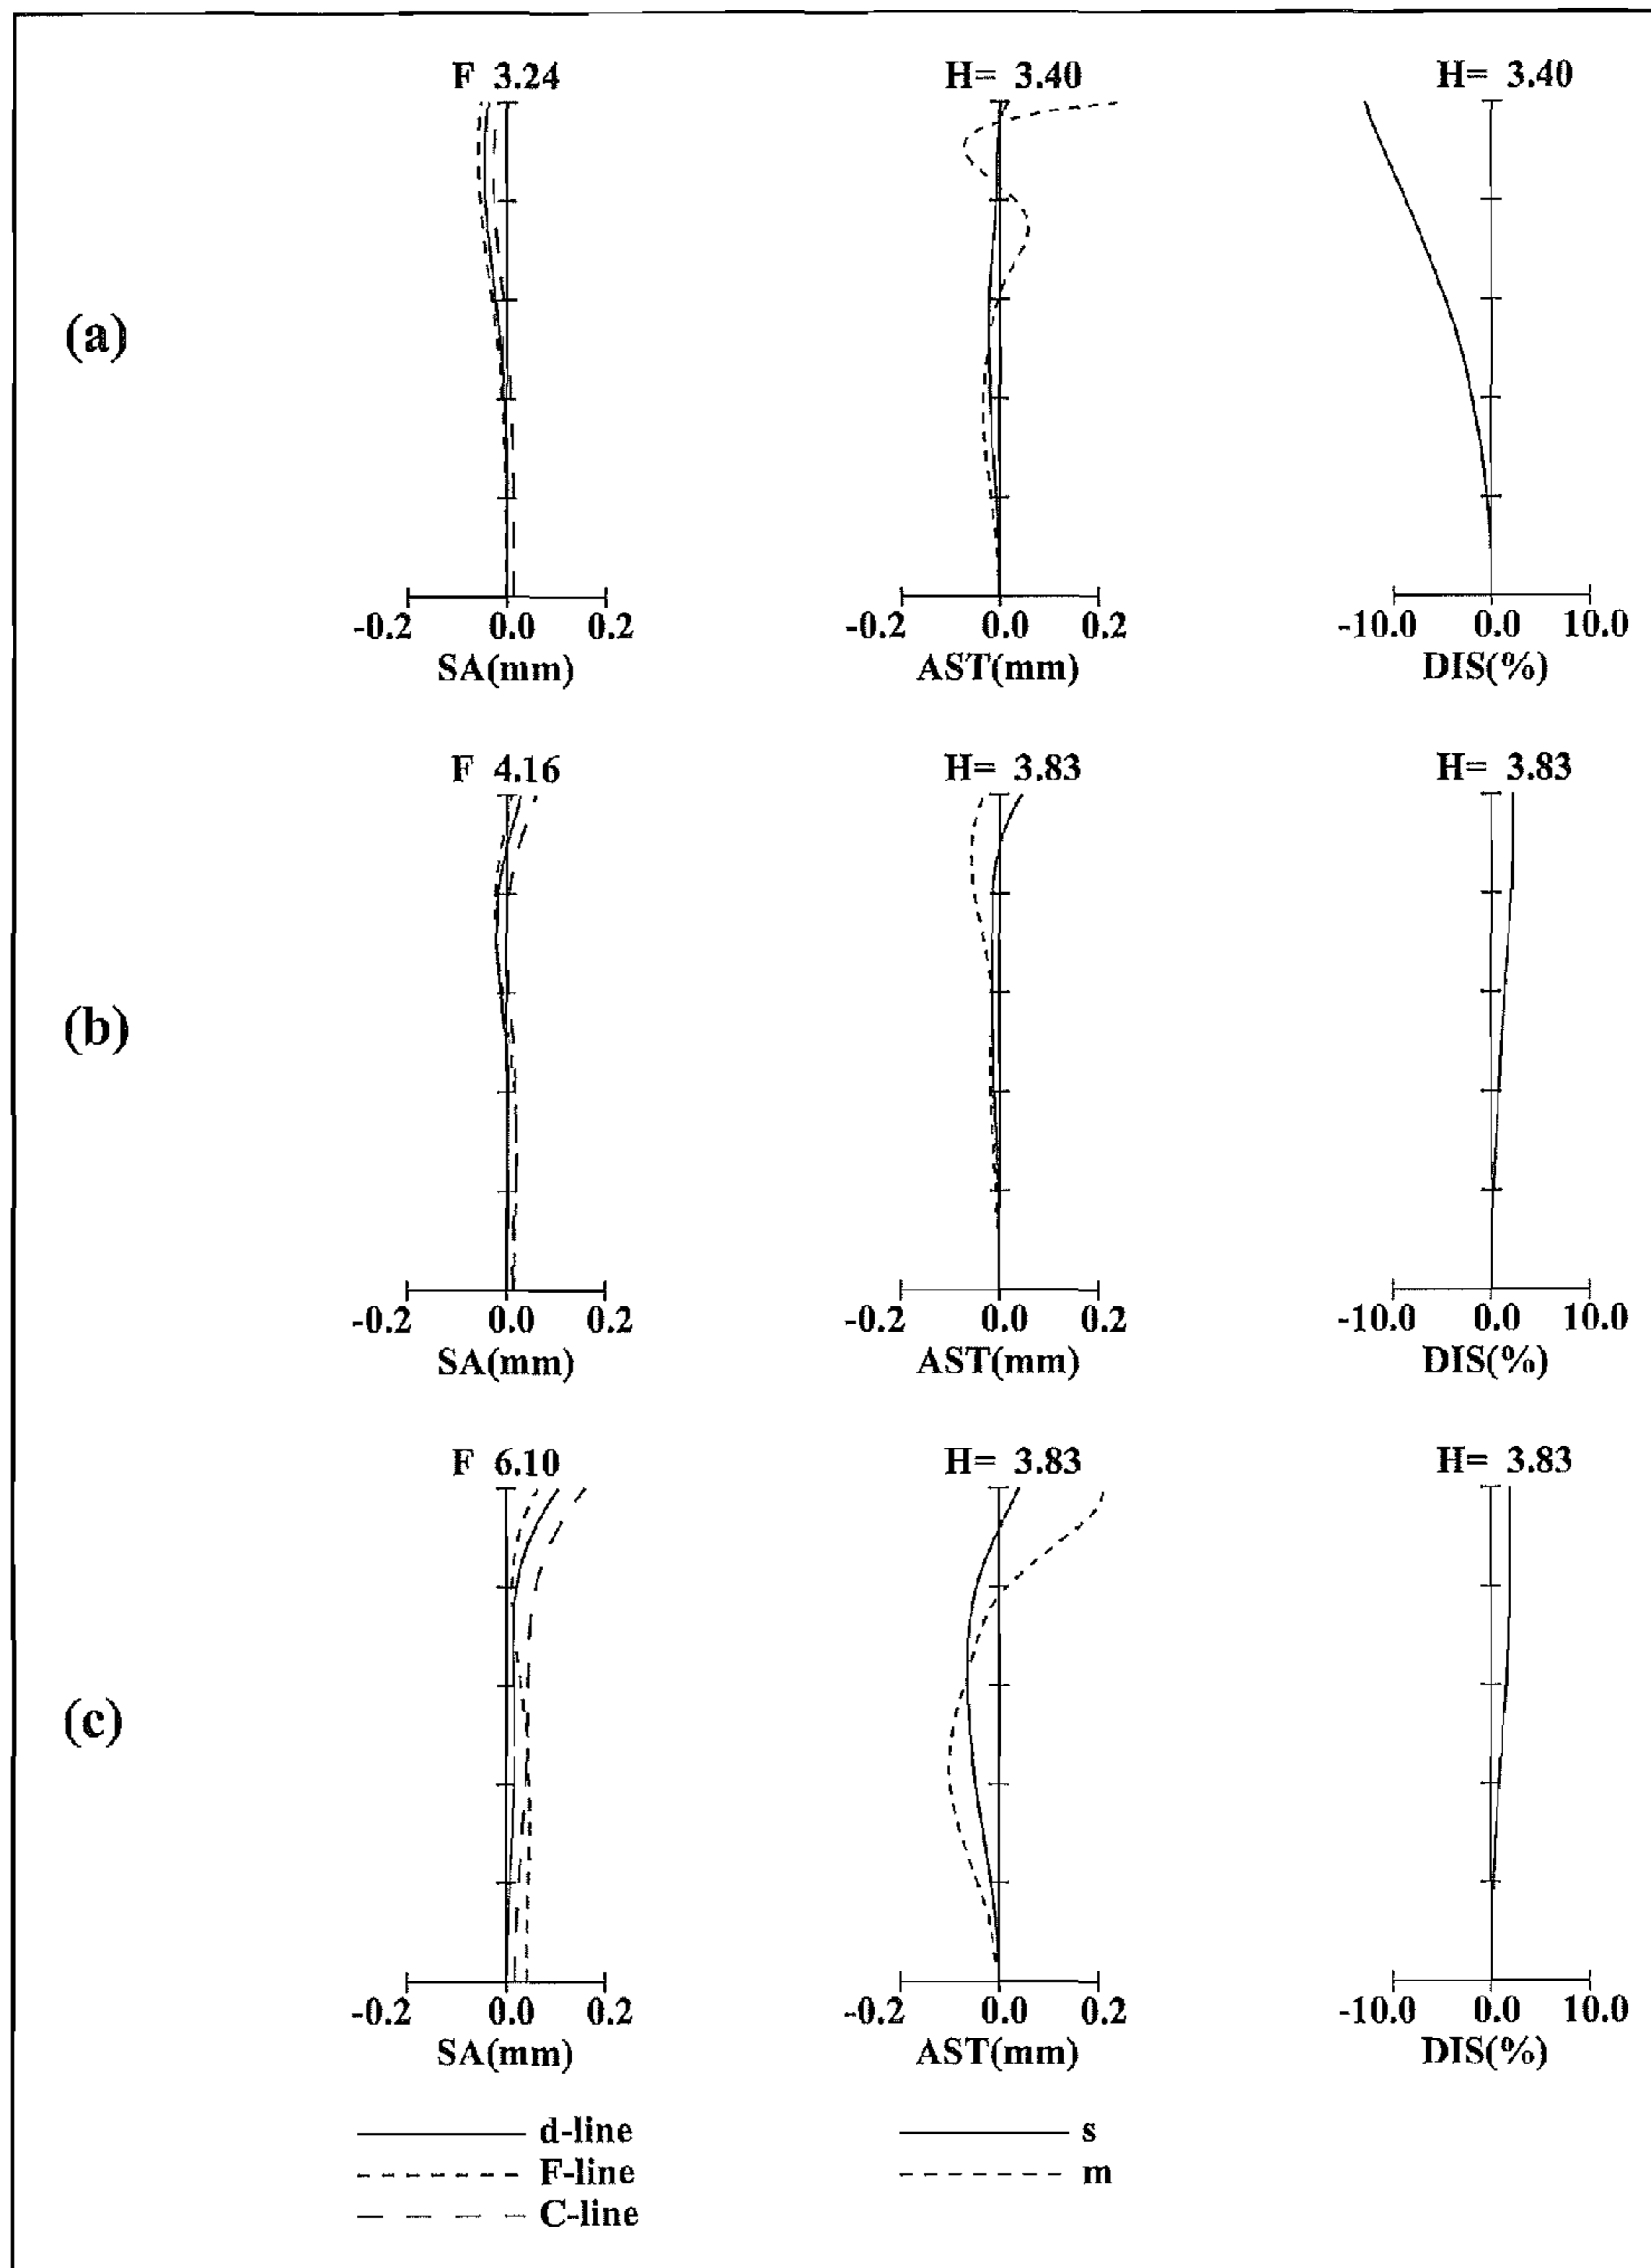 F 3.24 H= 3.40 H= 3.40
(a)
-0.2 0.0 0.2 -0.2 0.0 0.2 -10.0 0.0 10.0
SA(mm) AST(mm) DIS(%)
F 4.16 H= 3.83 H= 3.83
(b)
-0.2 0.0 0.2 -0.2 0.0 0.2 -10.0 0.0 10.0
SA(mm) AST(mm) DIS(%)
F 6.10 H= 3.83 H= 3.83
(c)
-0.2 0.0 0.2 -0.2 0.0 0.2 -10.0 0.0 10.0
SA(mm) AST(mm) DIS(%)
d-line s
F-line m
C-line